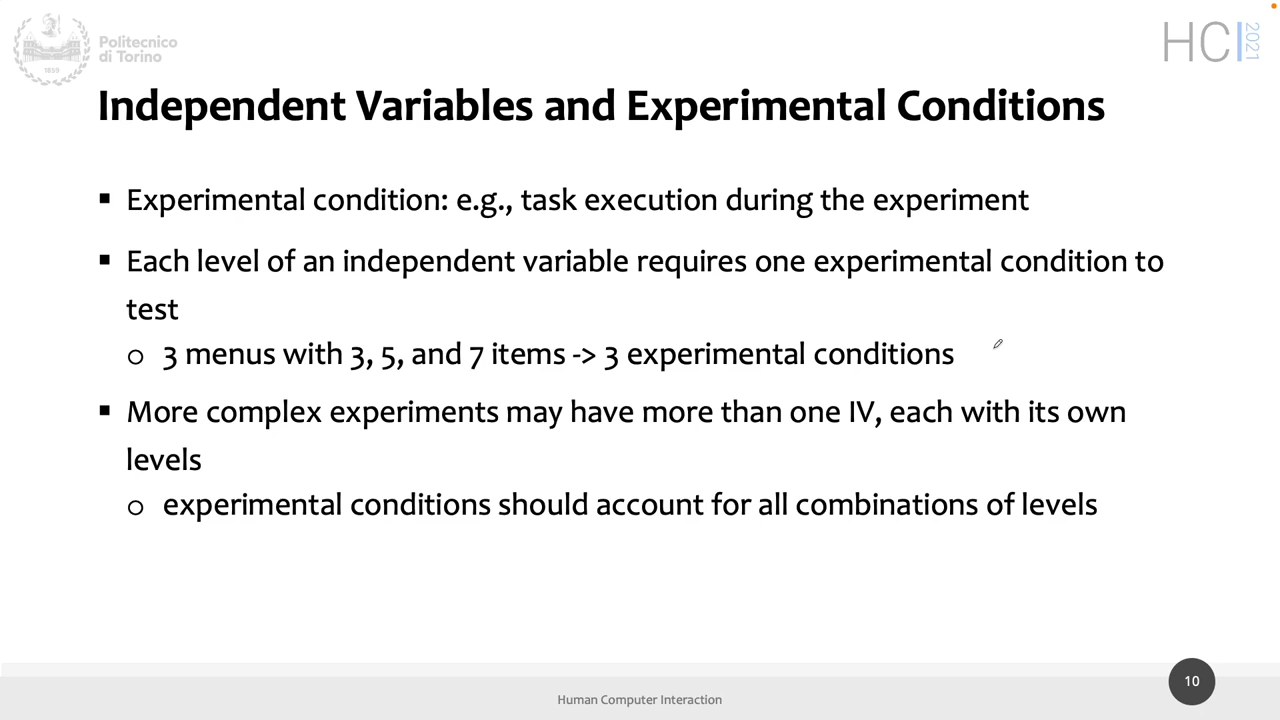 Politecnico
di Torino
1859
HCI 2021
Independent Variables and Experimental Conditions
▪ Experimental condition: e.g., task execution during the experiment
▪ Each level of an independent variable requires one experimental condition to
test
o 3 menus with 3, 5, and 7 items -> 3 experimental conditions
▪ More complex experiments may have more than one IV, each with its own
levels
o experimental conditions should account for all combinations of levels
10
Human Computer Interaction